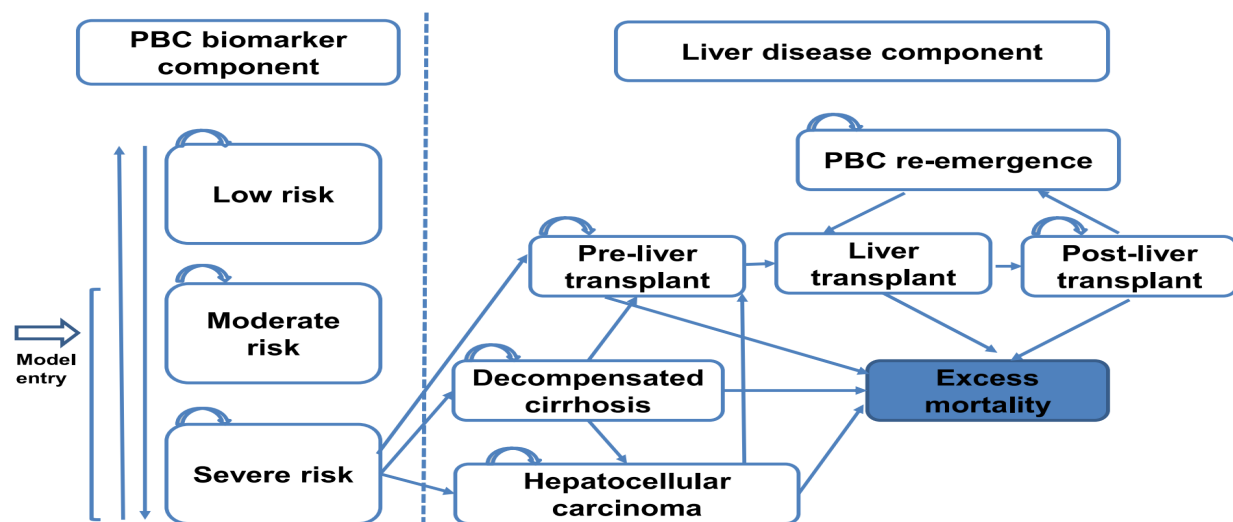 PBC biomarker
component
Liver disease component
Low risk
Moderate
risk
Severe risk
Model
entry
PBC re-emergence
Pre-liver
transplant
Liver
transplant
Post-liver
transplant
Decompensated
cirrhosis
Excess
mortality
Hepatocellular
carcinoma